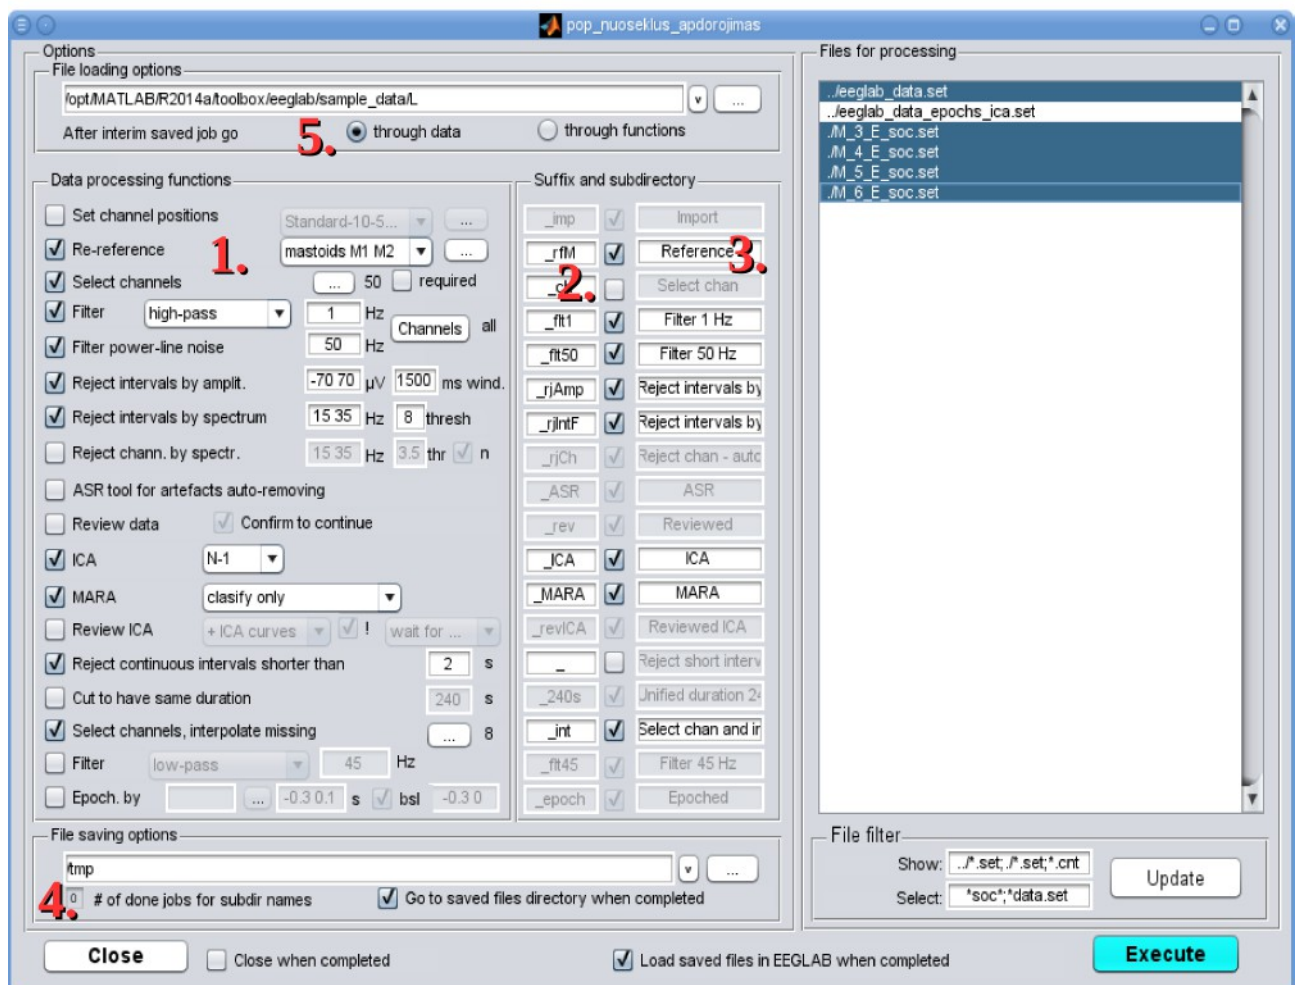 pop_nuoseklus_apdorojimas
Options
File loading options
/opt/MATLAB/R2014a/toolbox/eeglab/sample_data/L
v ...
After interim saved job go
5.
through data
through functions
Data processing functions
Suffix and subdirectory
Set channel positions Standard-10-5... ... _imp Import
Re-reference 1. mastoids M1 M2 ... _rfM Reference 3.
Select channels ... 50 required 2. Select chan
Filter high-pass 1 Hz Channels all _flt1 Filter 1 Hz
Filter power-line noise 50 Hz _flt50 Filter 50 Hz
Reject intervals by amplit. -70 70 µV 1500 ms wind. _rjAmp Reject intervals by
Reject intervals by spectrum 15 35 Hz 8 thresh _rjIntF Reject intervals by
Reject chann. by spectr. 15 35 Hz 3.5 thr n _rjCh Reject chan - auto
ASR tool for artefacts auto-removing _ASR ASR
Review data Confirm to continue _rev Reviewed
ICA N-1 _ICA ICA
MARA clasify only _MARA MARA
Review ICA + ICA curves ! wait for ... _revICA Reviewed ICA
Reject continuous intervals shorter than 2 s _ Reject short interv
Cut to have same duration 240 s _240s Unified duration 24
Select channels, interpolate missing ... 8 _int Select chan and in
Filter low-pass 45 Hz _flt45 Filter 45 Hz
Epoch. by ... -0.3 0.1 s bsl -0.3 0 _epoch Epoched
File saving options
/tmp
v ...
4. 0 # of done jobs for subdir names Go to saved files directory when completed
Files for processing
../eeglab_data.set
../eeglab_data_epochs_ica.set
./M_3_E_soc.set
./M_4_E_soc.set
./M_5_E_soc.set
./M_6_E_soc.set
File filter
Show: ../*.set;./*.set;*.cnt
Select: *soc*;*data.set
Update
Close Close when completed Load saved files in EEGLAB when completed Execute